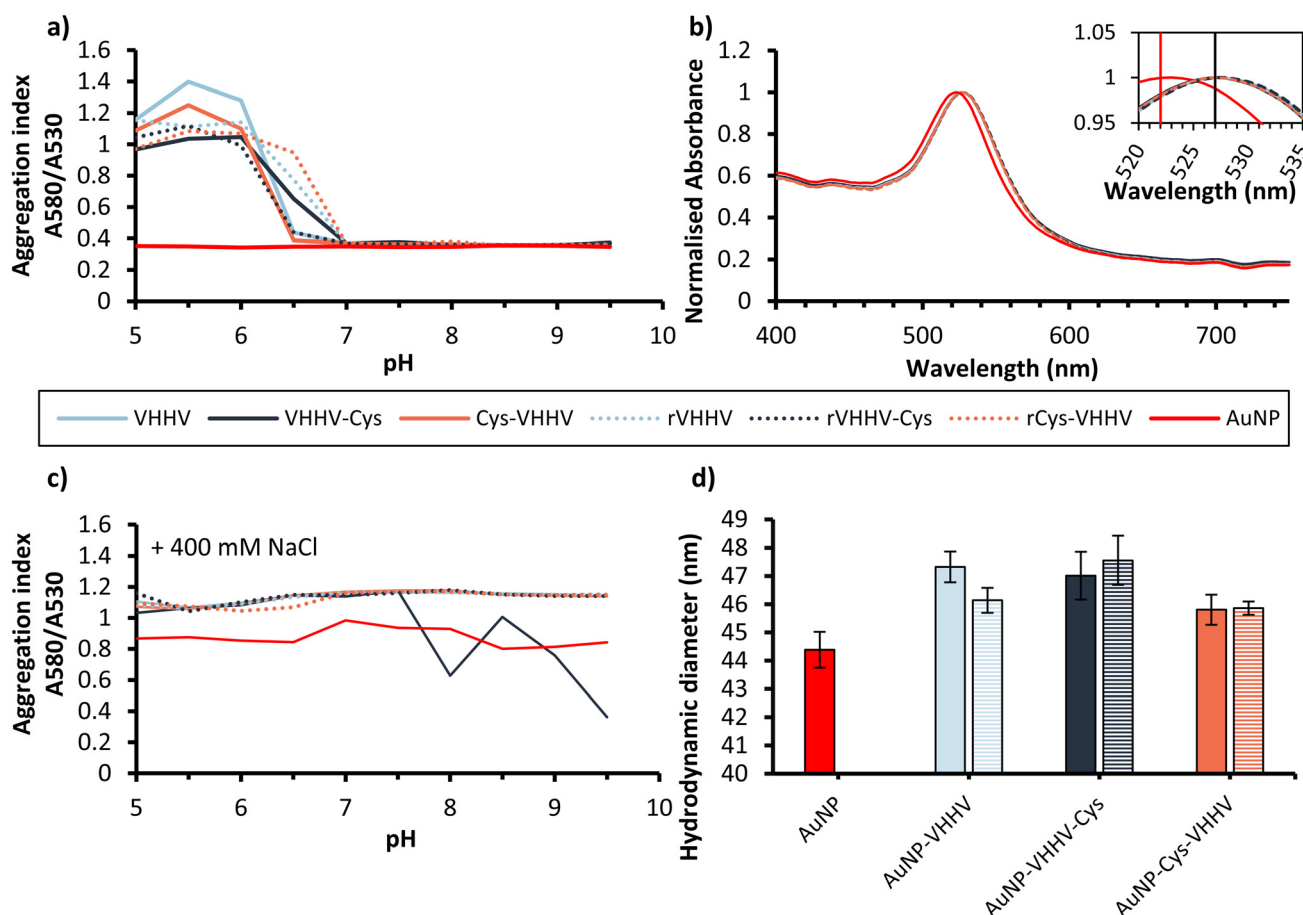 a)
Aggregation index
A580/A530
1.6
1.4
1.2
1
0.8
0.6
0.4
0.2
0
5 6 7 8 9 10
pH
b)
Normalised Absorbance
1.2
1
0.8
0.6
0.4
0.2
0
400 500 600 700
Wavelength (nm)
1.05
1
0.95
520 525 530 535
Wavelength (nm)
VHHV VHHV-Cys Cys-VHHV rVHHV rVHHV-Cys rCys-VHHV AuNP
c)
Aggregation index
A580/A530
1.6
1.4
1.2
1
0.8
0.6
0.4
0.2
0
+ 400 mM NaCl
5 6 7 8 9 10
pH
d)
Hydrodynamic diameter (nm)
49
48
47
46
45
44
43
42
41
40
AuNP
AuNP-VHHV
AuNP-VHHV-Cys
AuNP-Cys-VHHV